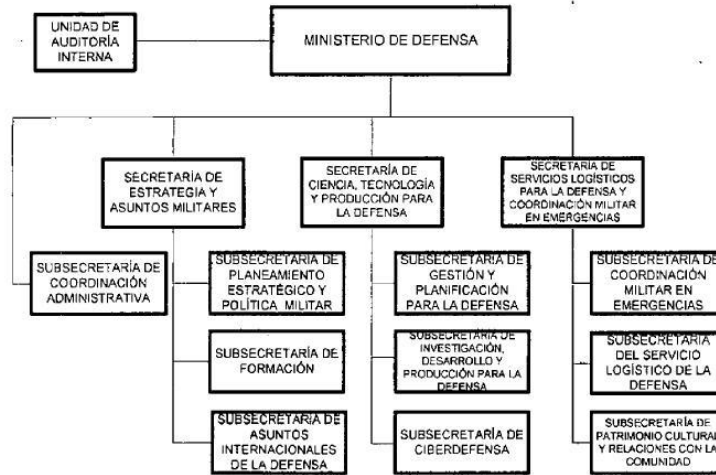 UNIDAD DE
AUDITORÍA
INTERNA
MINISTERIO DE DEFENSA
SECRETARÍA DE
ESTRATEGIA Y
ASUNTOS MILITARES
SECRETARÍA DE
CIENCIA, TECNOLOGÍA
Y PRODUCCIÓN PARA
LA DEFENSA
SECRETARÍA DE
SERVICIOS LOGÍSTICOS
PARA LA DEFENSA Y
COORDINACIÓN MILITAR
EN EMERGENCIAS
SUBSECRETARÍA DE
COORDINACIÓN
ADMINISTRATIVA
SUBSECRETARÍA DE
PLANEAMIENTO
ESTRATÉGICO Y
POLÍTICA MILITAR
SUBSECRETARÍA DE
GESTIÓN Y
PLANIFICACIÓN
PARA LA DEFENSA
SUBSECRETARÍA DE
COORDINACIÓN
MILITAR EN
EMERGENCIAS
SUBSECRETARÍA DE
FORMACIÓN
SUBSECRETARÍA DE
INVESTIGACIÓN,
DESARROLLO Y
PRODUCCIÓN PARA LA
DEFENSA
SUBSECRETARÍA
DEL SERVICIO
LOGÍSTICO DE LA
DEFENSA
SUBSECRETARÍA DE
ASUNTOS
INTERNACIONALES
DE LA DEFENSA
SUBSECRETARÍA DE
CIBERDEFENSA
SUBSECRETARÍA DE
PATRIMONIO CULTURAL
Y RELACIONES CON LA
COMUNIDAD